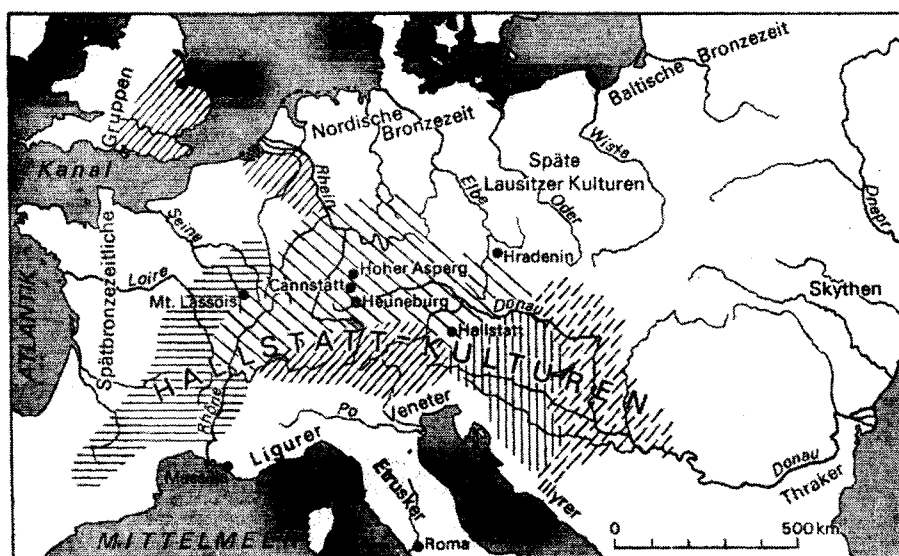 Baltische Bronzezeit
Gruppen
Nordische
Bronzezeit
Wisłe
Späte
Lausitzer Kulturen
Kanal
Rhein
Elbe
Oder
Dnepr
Seine
Spätbronzezeitliche
Hradenin
Hoher Asperg
Loire
Cannstatt
Skythen
Mt. Lassois
Heuneburg
Donau
ATLANTIK
Hallstatt
HALLSTATT-KULTUREN
Rhône
Po
Veneter
Ligurer
Massalia
Donau
Etrusker
Illyrer
Thraker
0 500 km
MITTELMEER
Roma